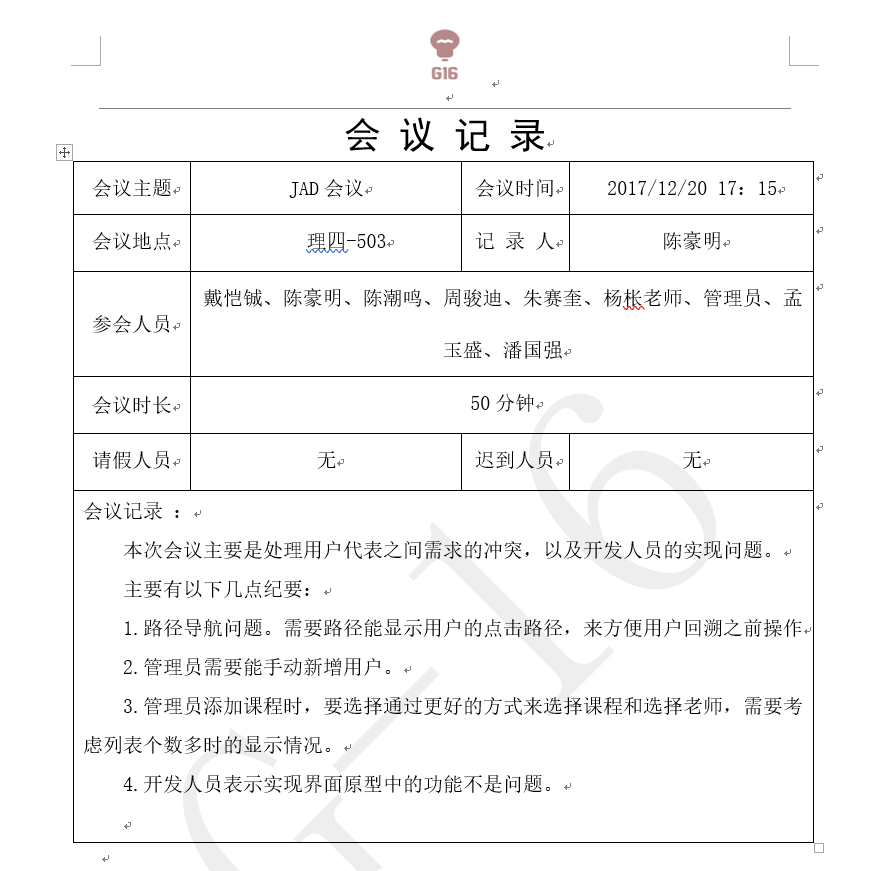 G16
会 议 记 录
会议主题 JAD 会议 会议时间 2017/12/20 17: 15
会议地点 理四-503 记 录 人 陈豪明
参会人员 戴恺铖、陈豪明、陈潮鸣、周骏迪、朱赛奎、杨枨老师、管理员、孟
玉盛、潘国强
会议时长 50 分钟
请假人员 无 迟到人员 无
会议记录 :
本次会议主要是处理用户代表之间需求的冲突，以及开发人员的实现问题。
主要有以下几点纪要:
1.路径导航问题。需要路径能显示用户的点击路径，来方便用户回溯之前操作
2.管理员需要能手动新增用户。
3.管理员添加课程时，要选择通过更好的方式来选择课程和选择老师，需要考
虑列表个数多时的显示情况。
4.开发人员表示实现界面原型中的功能不是问题。
G-16